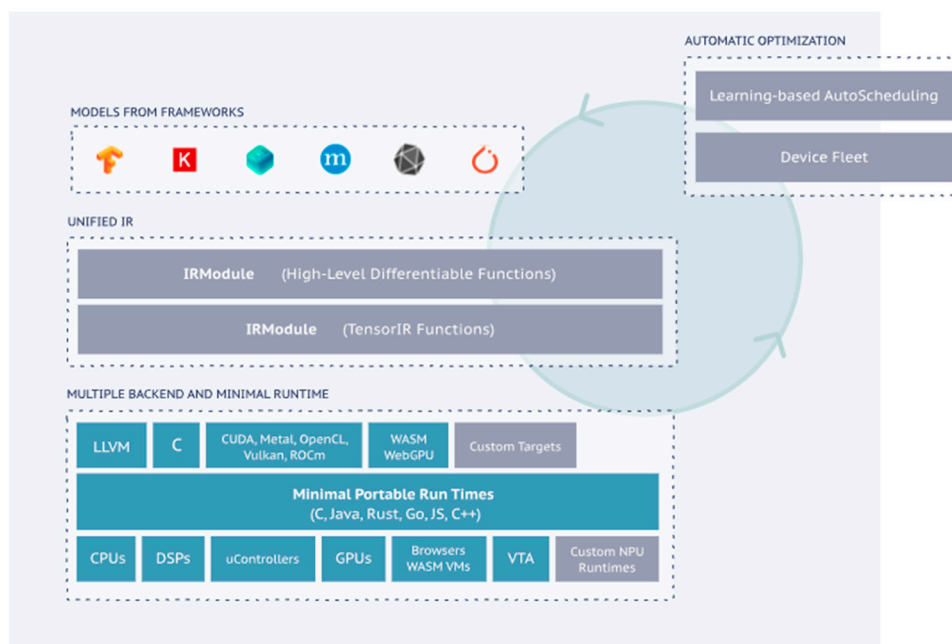 AUTOMATIC OPTIMIZATION
Learning-based AutoScheduling
Device Fleet
MODELS FROM FRAMEWORKS
K
m
UNIFIED IR
IRModule (High-Level Differentiable Functions)
IRModule (TensorIR Functions)
MULTIPLE BACKEND AND MINIMAL RUNTIME
LLVM
C
CUDA, Metal, OpenCL,
Vulkan, ROCm
WASM
WebGPU
Custom Targets
Minimal Portable Run Times
(C, Java, Rust, Go, JS, C++)
CPUs
DSPs
uControllers
GPUs
Browsers
WASM VMs
VTA
Custom NPU
Runtimes